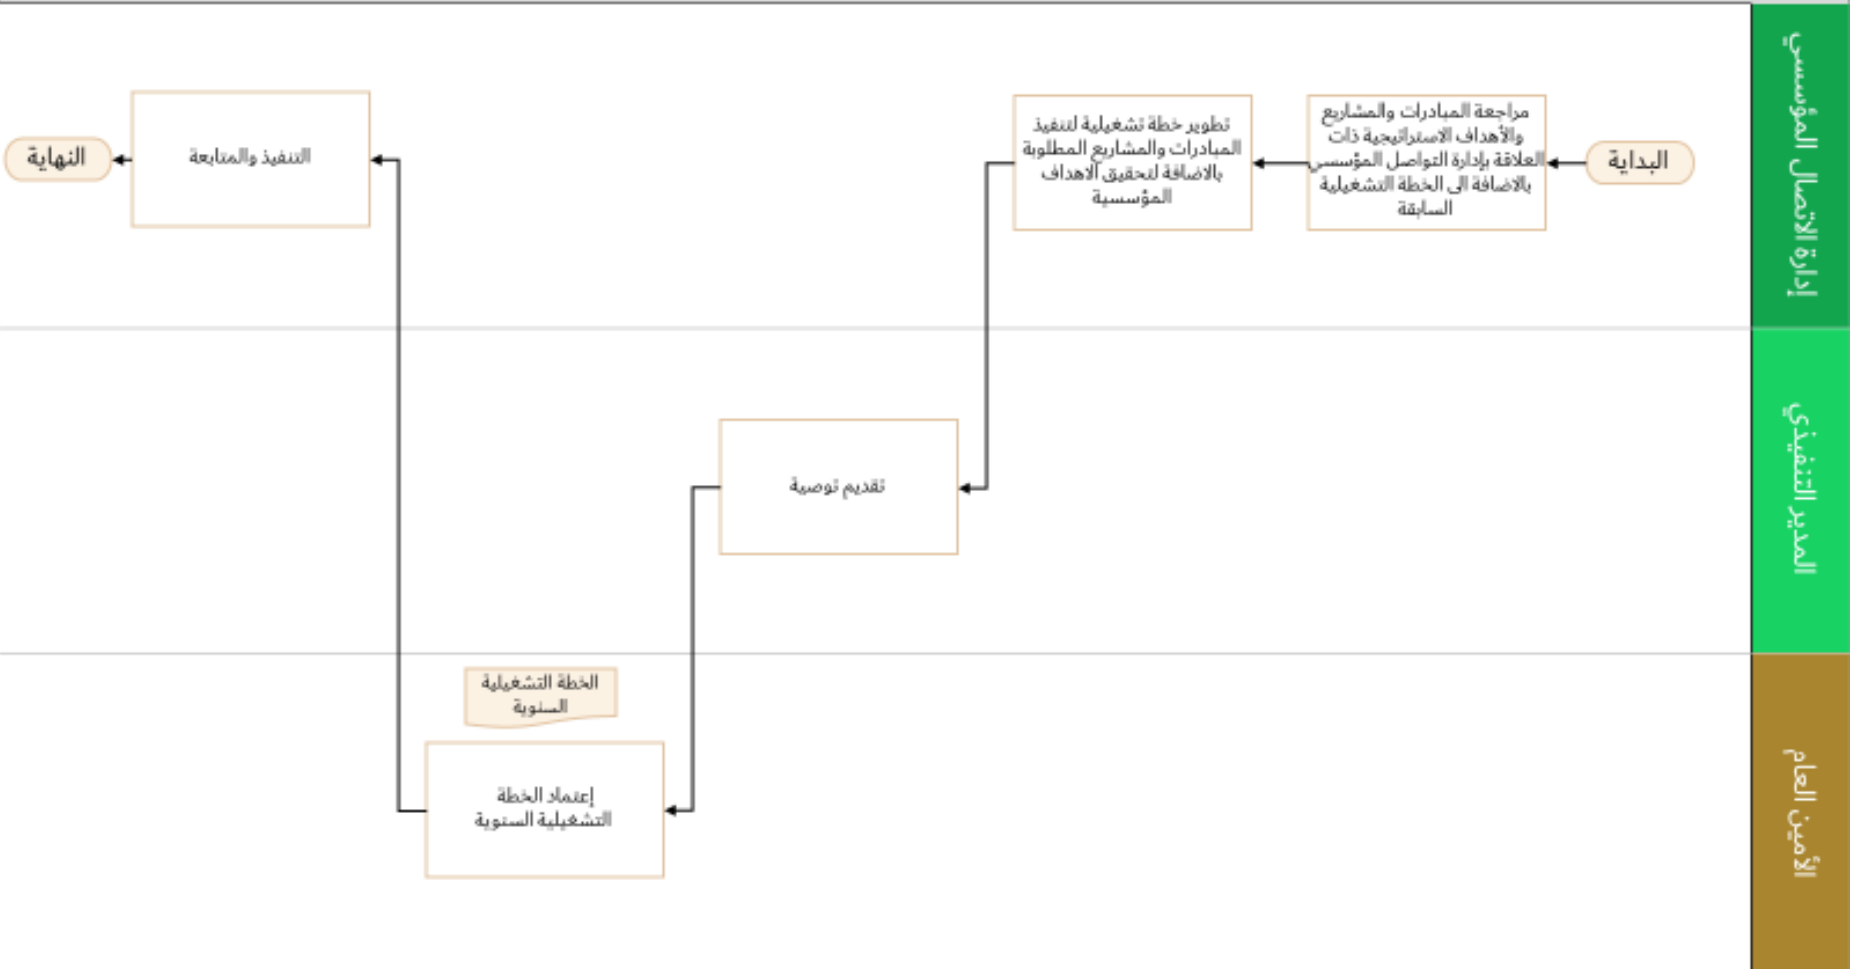 إدارة الاتصال المؤسسي
البداية
مراجعة المبادرات والمشاريع
والأهداف الاستراتيجية ذات
العلاقة بإدارة التواصل المؤسسي
بالاضافة الى الخطة التشغيلية
السابقة
تطوير خطة تشغيلية لتنفيذ
المبادرات والمشاريع المطلوبة
بالاضافة لتحقيق الاهداف
المؤسسية
التنفيذ والمتابعة
النهاية
المدير التنفيذي
تقديم توصية
الأمين العام
الخطة التشغيلية
السنوية
إعتماد الخطة
التشغيلية السنوية